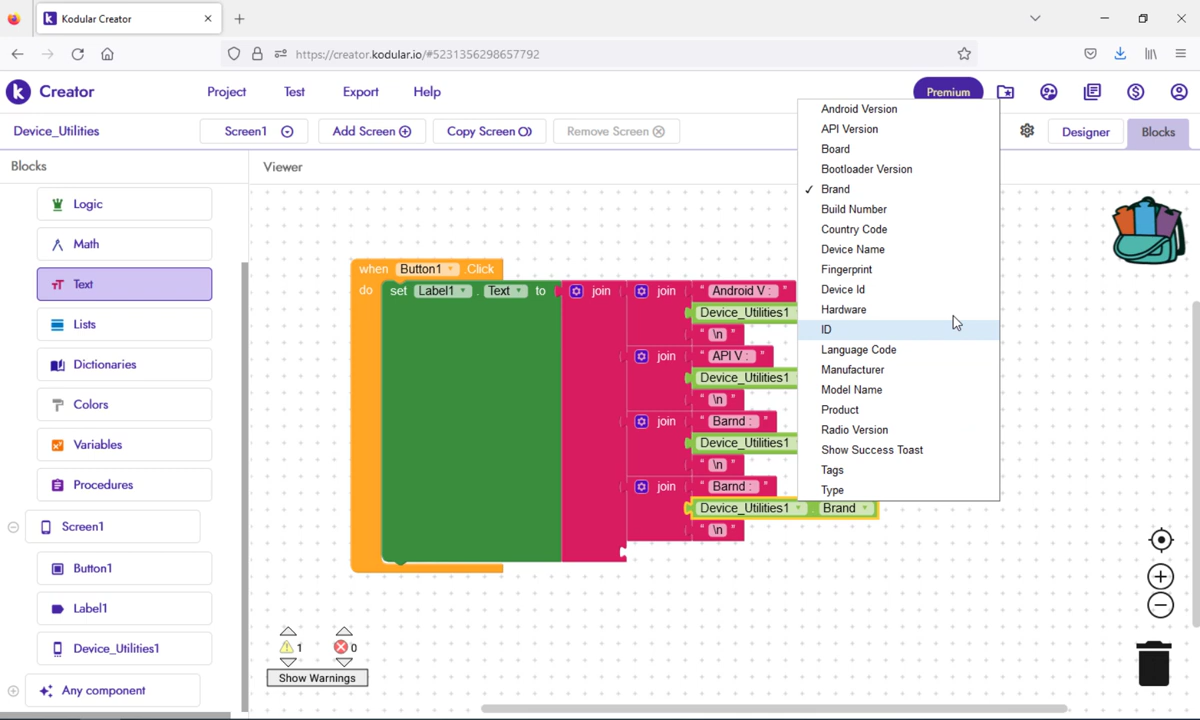 Kodular Creator
https://creator.kodular.io/#5231356298657792
Creator
Project
Test
Export
Help
Premium
Device_Utilities
Screen1
Add Screen
Copy Screen
Remove Screen
Designer
Blocks
Blocks
Viewer
Logic
Math
Text
Lists
Dictionaries
Colors
Variables
Procedures
Screen1
Button1
Label1
Device_Utilities1
Any component
when Button1 .Click
do set Label1 . Text to join join " Android V : "
Device_Utilities1
" \n "
join " API V : "
Device_Utilities1
" \n "
join " Barnd : "
Device_Utilities1
" \n "
join " Barnd : "
Device_Utilities1 . Brand
" \n "
Android Version
API Version
Board
Bootloader Version
✓ Brand
Build Number
Country Code
Device Name
Fingerprint
Device Id
Hardware
ID
Language Code
Manufacturer
Model Name
Product
Radio Version
Show Success Toast
Tags
Type
1
0
Show Warnings